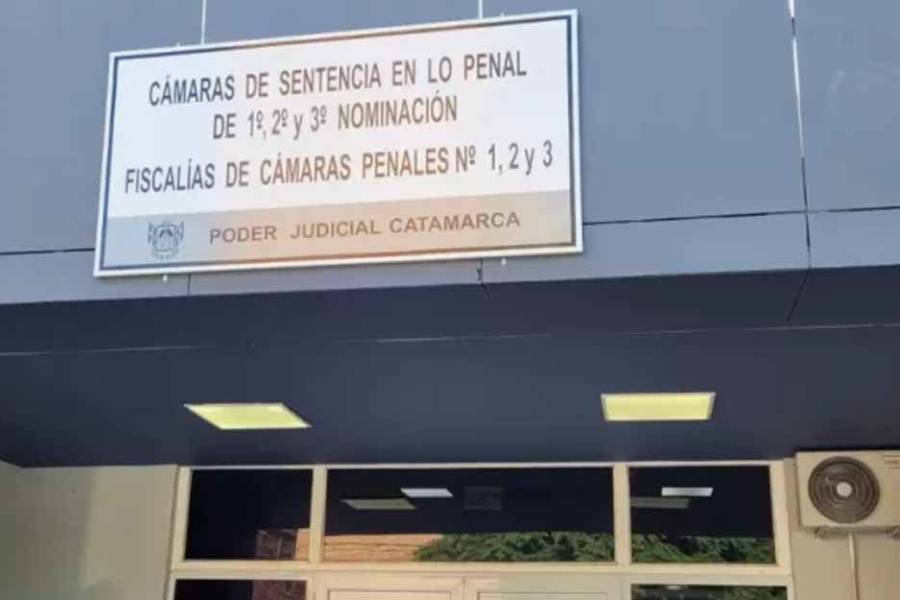 CÁMARAS DE SENTENCIA EN LO PENAL
DE 1º, 2º y 3º NOMINACIÓN
FISCALÍAS DE CÁMARAS PENALES Nº 1, 2 y 3
PODER JUDICIAL CATAMARCA